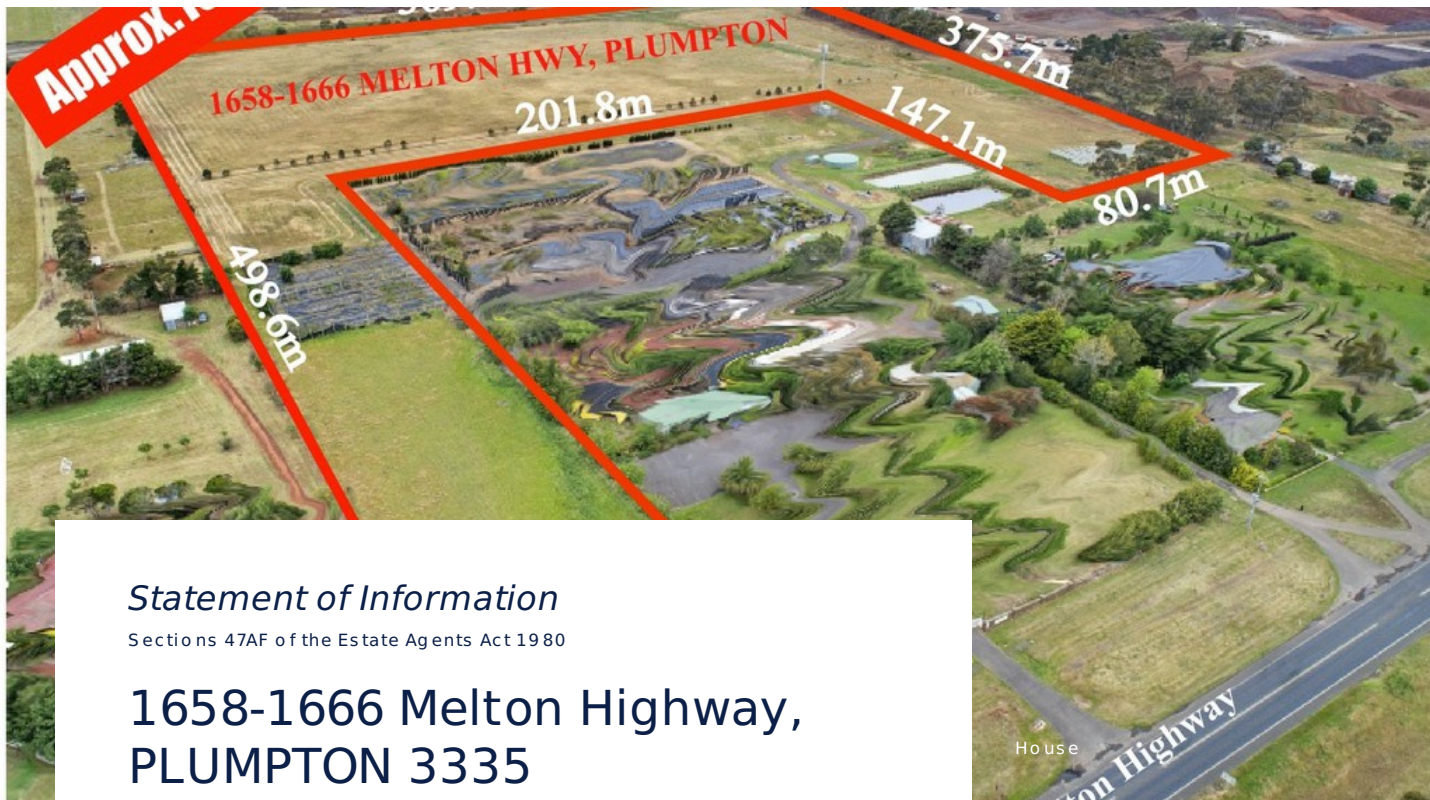 Approx.
1658-1666 MELTON HWY, PLUMPTON
375.7m
201.8m
147.1m
80.7m
498.6m
Statement of Information
Sections 47AF of the Estate Agents Act 1980
1658-1666 Melton Highway,
PLUMPTON 3335
House
ton Highway